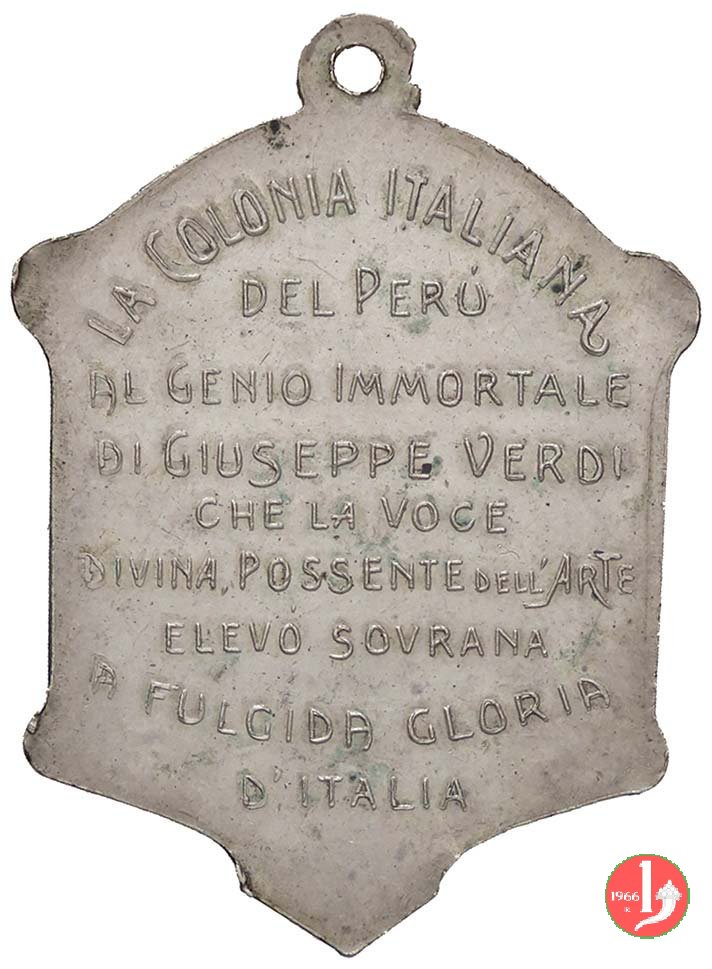 LA COLONIA ITALIANA
DEL PERÚ
AL GENIO IMMORTALE
DI GIUSEPPE VERDI
CHE LA VOCE
DIVINA, POSSENTE DELL'ARTE
ELEVÒ SOVRANA
A FULGIDA GLORIA
D'ITALIA
1966